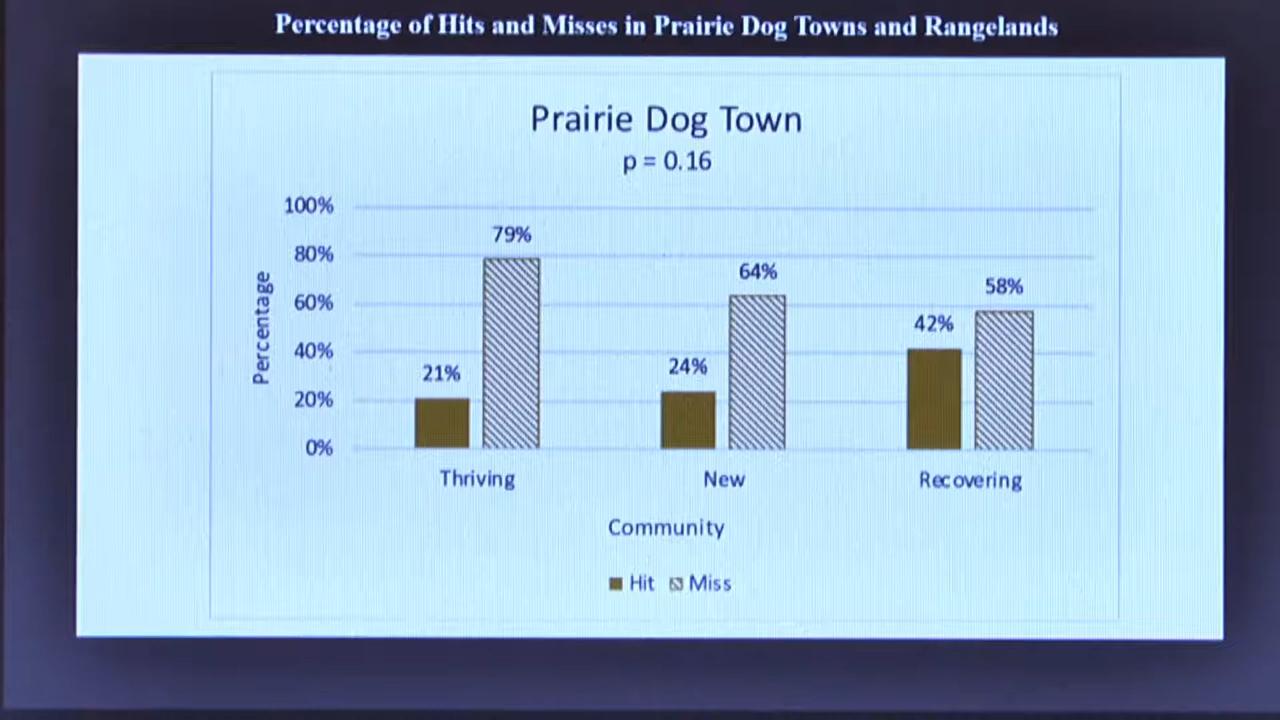 Percentage of Hits and Misses in Prairie Dog Towns and Rangelands
Prairie Dog Town
p = 0.16
100%
80%
60%
40%
20%
0%
Percentage
21%
79%
24%
64%
42%
58%
Thriving
New
Recovering
Community
Hit
Miss